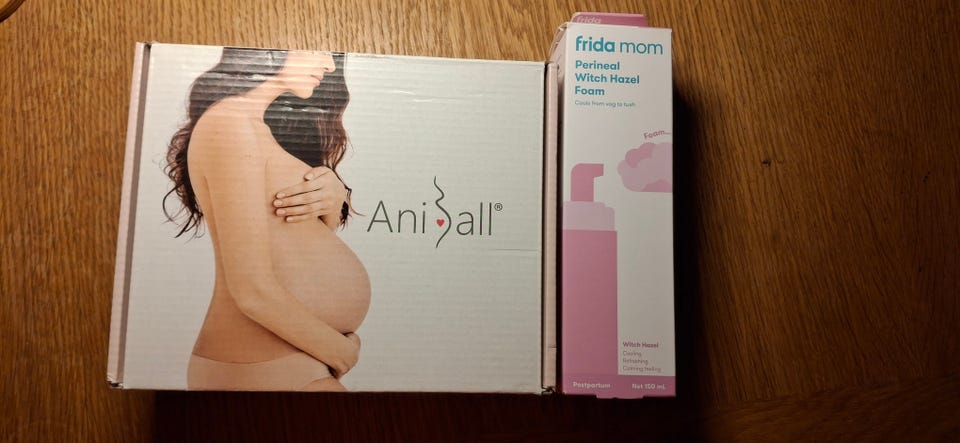 AniBall®
frida
frida mom
Perineal
Witch Hazel
Foam
Cools from vag to tush
Foam...
Witch Hazel
Cooling
Refreshing
Calming feeling
Postpartum
Net 150 mL